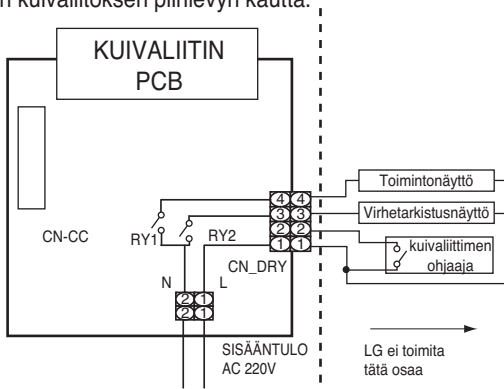 n kuivaliitoksen piirilevyn kautta.
KUIVALIITIN
PCB
CN-CC
RY1
RY2
4 4
3 3
2 2
1 1
CN_DRY
N
L
2 1
2 1
SISÄÄNTULO
AC 220V
Toimintonäyttö
Virhetarkistusnäyttö
kuivaliittimen
ohjaaja
LG ei toimita
tätä osaa